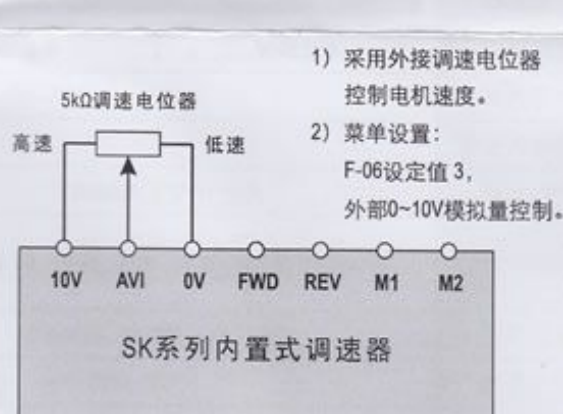 1) 采用外接调速电位器
控制电机速度。
2) 菜单设置:
F-06设定值 3,
外部0~10V模拟量控制。
5kΩ调速电位器
高速
低速
10V AVI 0V FWD REV M1 M2
SK系列内置式调速器